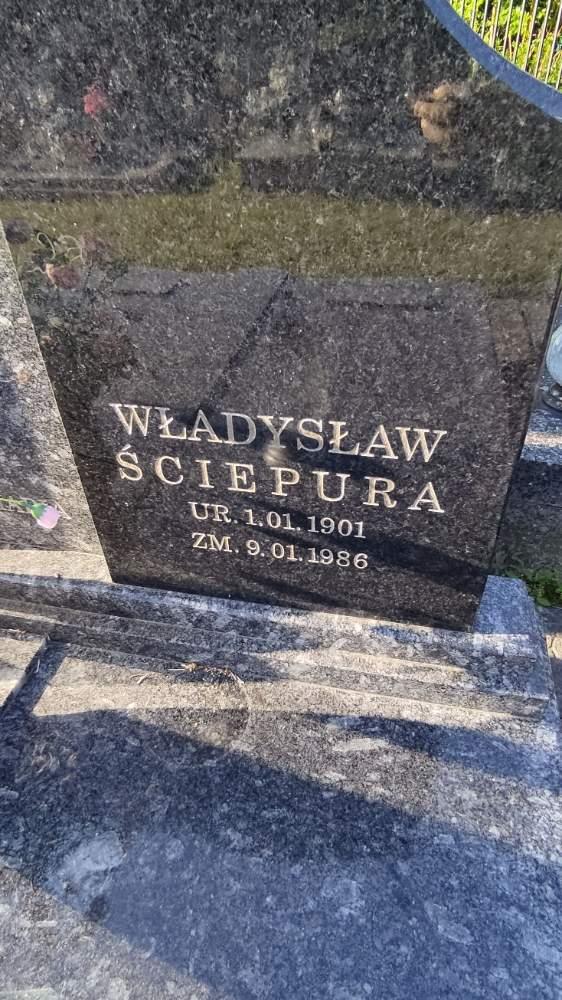 WŁADYSŁAW
ŚCIEPURA
UR. 1.01.1901
ZM. 9.01.1986